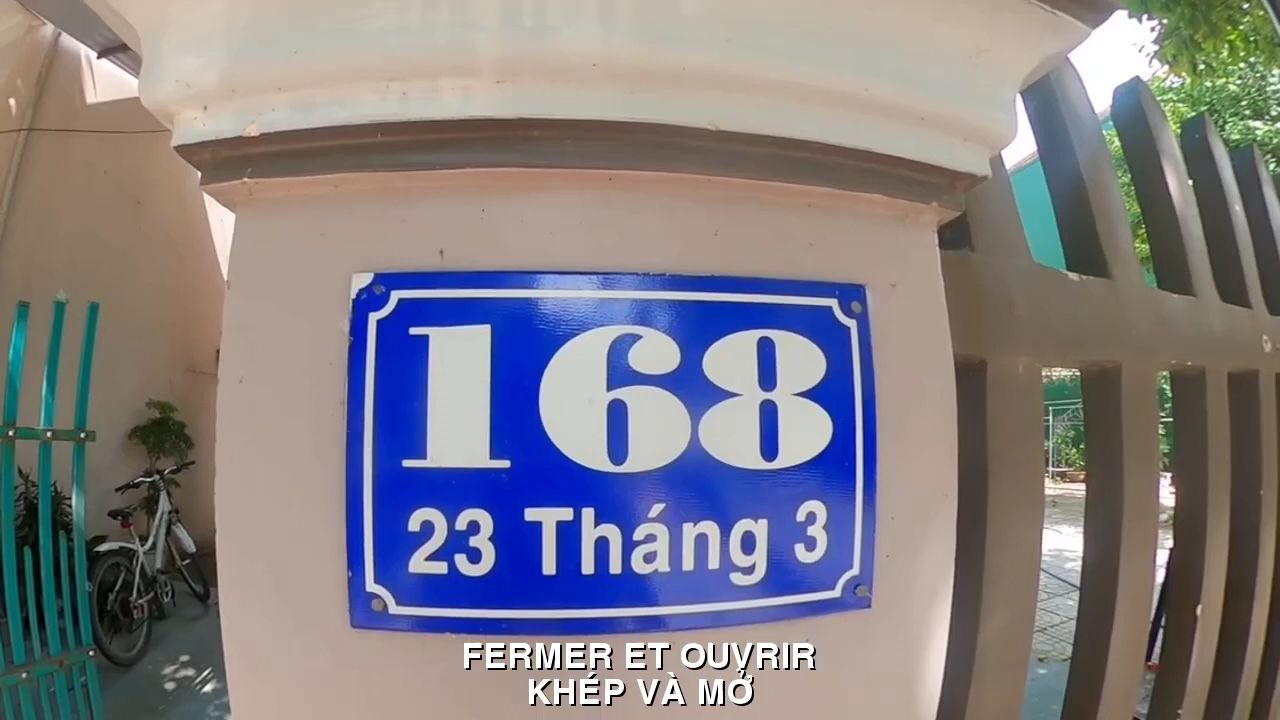 168
23 Tháng 3
FERMER ET OUVRIR
KHÉP VÀ MỞ